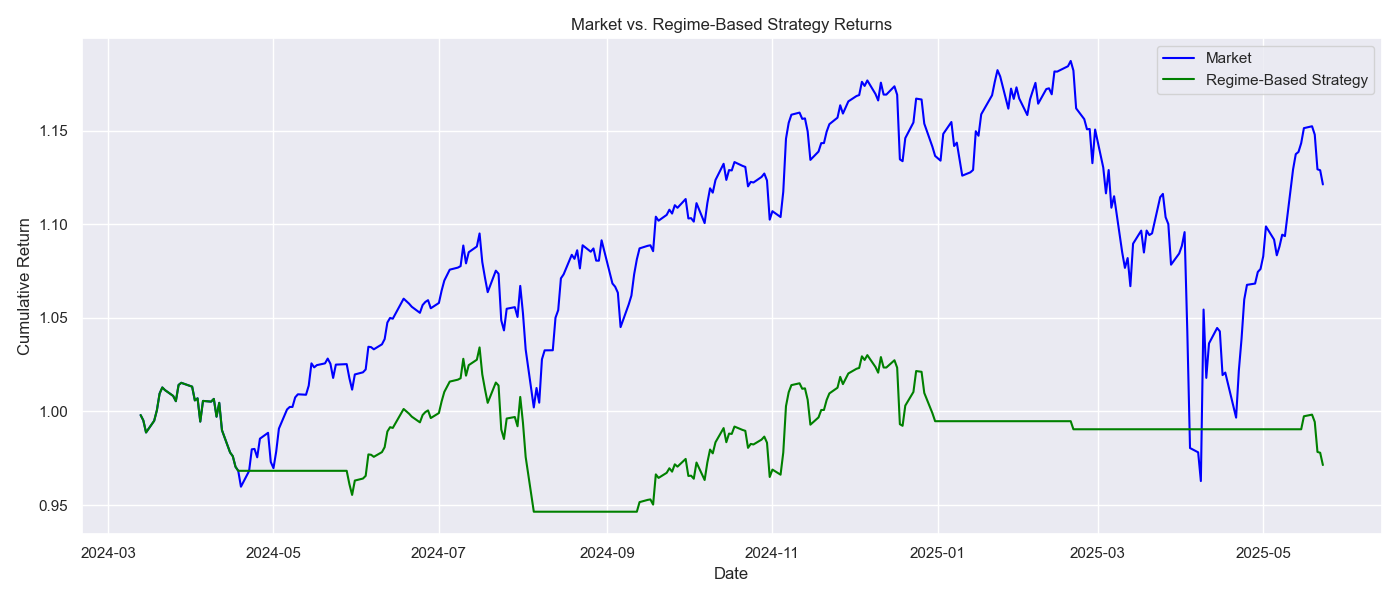 Market vs. Regime-Based Strategy Returns
Market
Regime-Based Strategy
Cumulative Return
1.15
1.10
1.05
1.00
0.95
2024-03
2024-05
2024-07
2024-09
2024-11
2025-01
2025-03
2025-05
Date